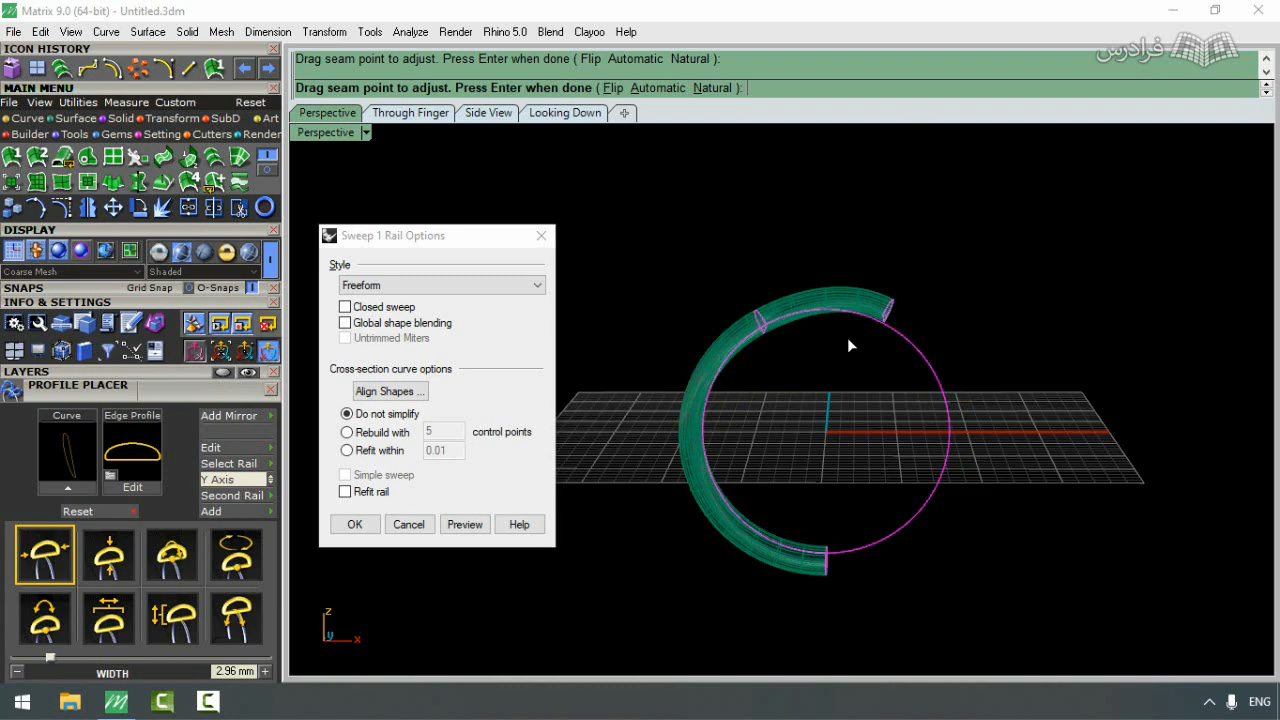 Matrix 9.0 (64-bit) - Untitled.3dm
File Edit View Curve Surface Solid Mesh Dimension Transform Tools Analyze Render Rhino 5.0 Blend Clayoo Help
فرادرس
ICON HISTORY
Drag seam point to adjust. Press Enter when done ( Flip Automatic Natural ):
Drag seam point to adjust. Press Enter when done ( Flip Automatic Natural ):
MAIN MENU
File View Utilities Measure Custom Reset
Curve Surface Solid Transform SubD Art
Builder Tools Gems Setting Cutters Render
Perspective Through Finger Side View Looking Down
Perspective
DISPLAY
Coarse Mesh Shaded
SNAPS Grid Snap O-Snaps
INFO & SETTINGS
LAYERS
PROFILE PLACER
Curve Edge Profile Add Mirror
Edit
Select Rail
Y Axis
Edit Second Rail
Reset Add
WIDTH 2.96 mm
Sweep 1 Rail Options
Style
Freeform
Closed sweep
Global shape blending
Untrimmed Miters
Cross-section curve options
Align Shapes ...
Do not simplify
Rebuild with 5 control points
Refit within 0.01
Simple sweep
Refit rail
OK Cancel Preview Help
z
y x
ENG